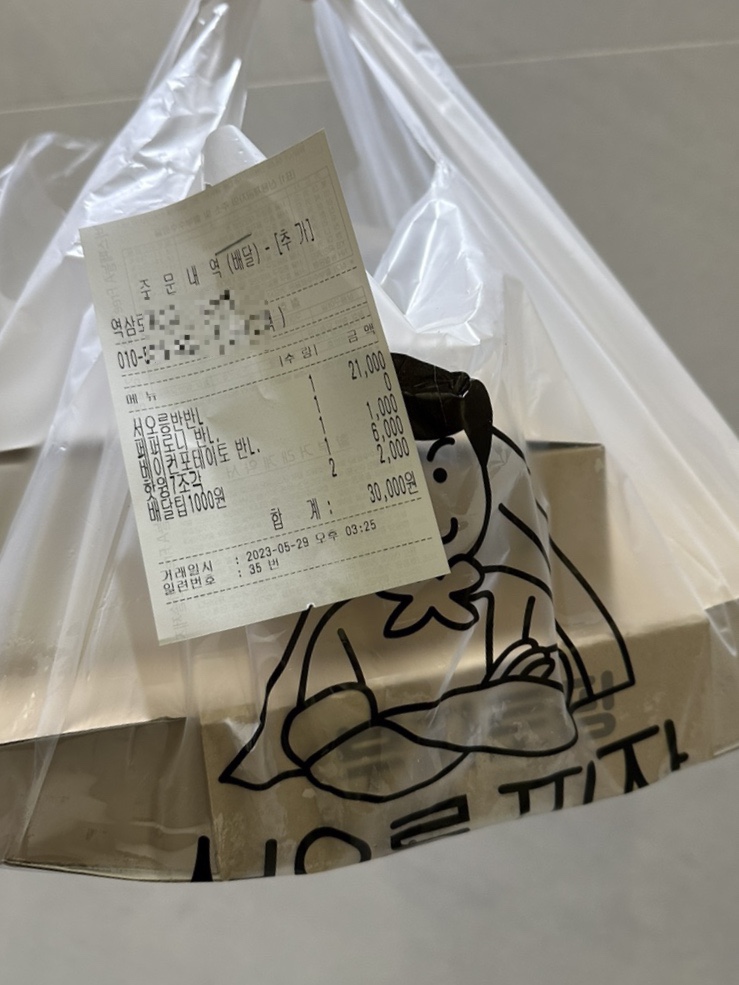 주 문 내 역 (배달) - [추 가]
역삼5
010-
메 뉴 [수 량] 금 액
서오릉반반L 1 21,000
페파로니 반L. 1 0
베이컨포테이토 반L. 1 1,000
핫윙7조각 1 6,000
배달팁1000원 2 2,000
합 계 : 30,000원
거래일시 : 2023-05-29 오후 03:25
일련번호 : 35 번
서오릉 피자